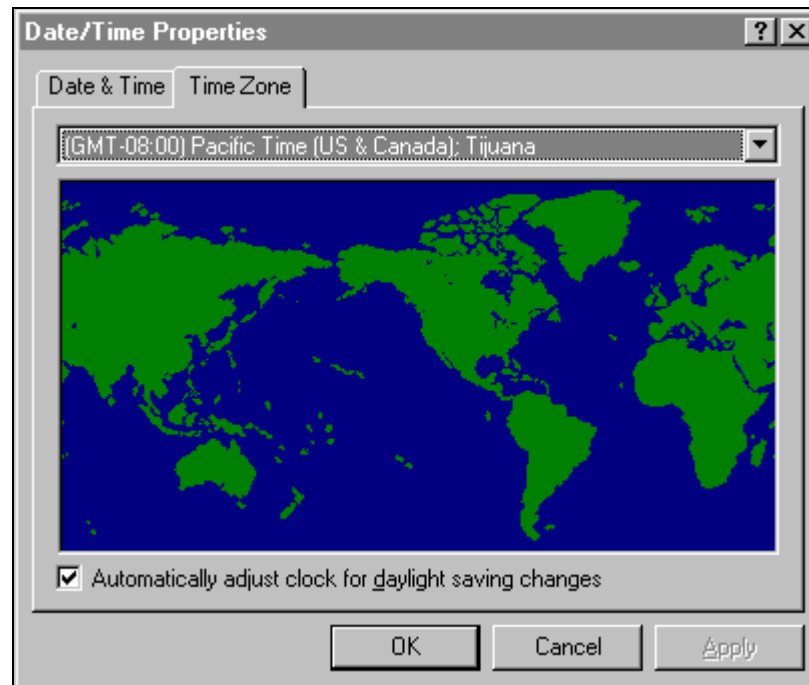 Date/Time Properties
Date & Time
Time Zone
(GMT-08:00) Pacific Time (US & Canada); Tijuana
Automatically adjust clock for daylight saving changes
OK
Cancel
Apply